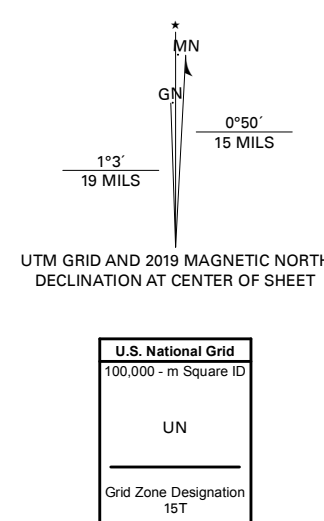 ★
MN
GN
0°50´
15 MILS
1°3´
19 MILS
UTM GRID AND 2019 MAGNETIC NORTH
DECLINATION AT CENTER OF SHEET
U.S. National Grid
100,000 - m Square ID
UN
Grid Zone Designation
15T